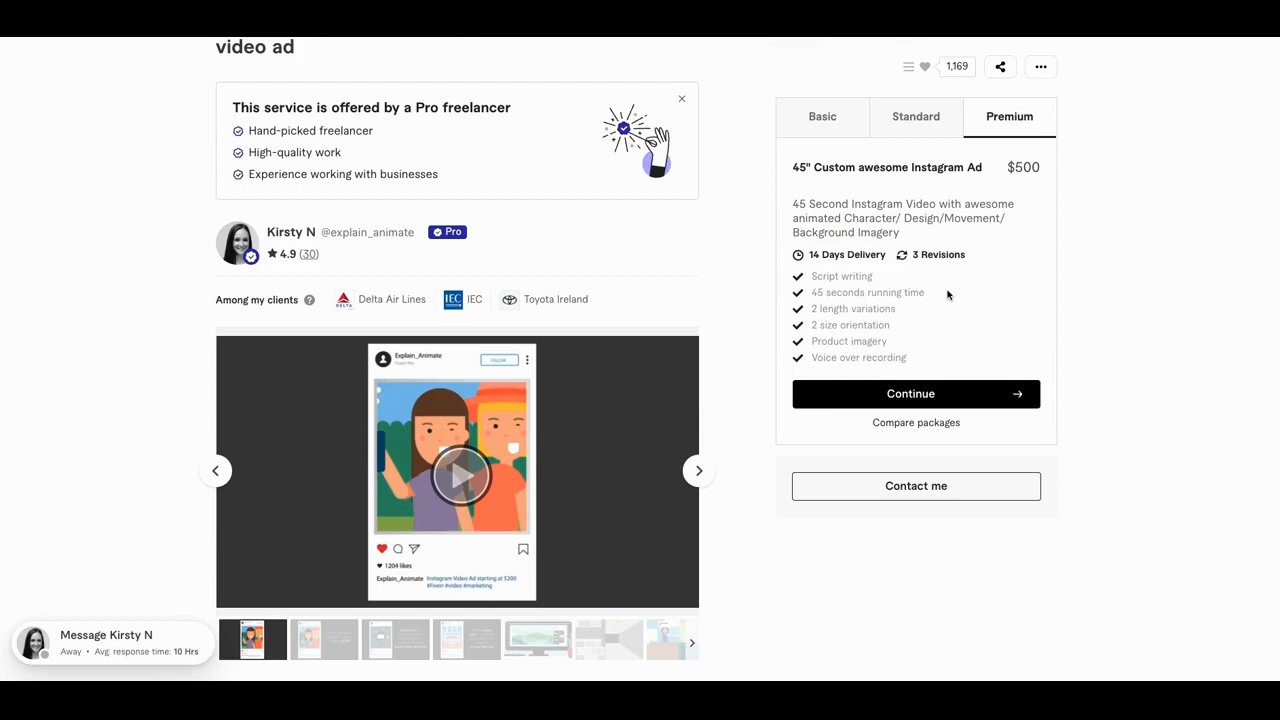 video ad
This service is offered by a Pro freelancer
Hand-picked freelancer
High-quality work
Experience working with businesses
Kirsty N @explain_animate Pro
4.9 (30)
Among my clients ? DELTA Delta Air Lines IEC IEC Toyota Ireland
Explain_Animate
Fiverr Pro
FOLLOW
1204 likes
Explain_Animate Instagram Video Ad starting at $200
#Fiverr #video #marketing
Message Kirsty N
Away • Avg. response time: 10 Hrs
1,169
Basic Standard Premium
45" Custom awesome Instagram Ad $500
45 Second Instagram Video with awesome
animated Character/ Design/Movement/
Background Imagery
14 Days Delivery 3 Revisions
Script writing
45 seconds running time
2 length variations
2 size orientation
Product imagery
Voice over recording
Continue
Compare packages
Contact me